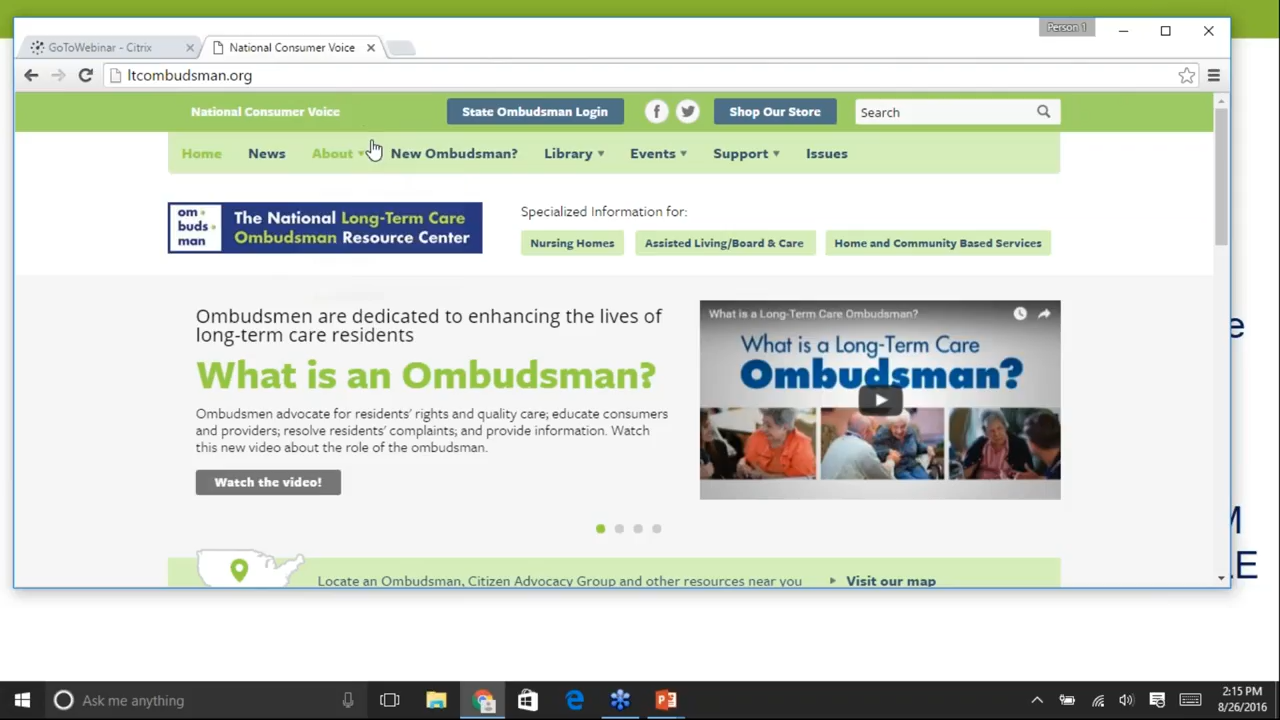 Person 1
GoToWebinar - Citrix
National Consumer Voice
ltcombudsman.org
National Consumer Voice
State Ombudsman Login
Shop Our Store
Search
Home
News
About
New Ombudsman?
Library
Events
Support
Issues
om
buds
man
The National Long-Term Care
Ombudsman Resource Center
Specialized Information for:
Nursing Homes
Assisted Living/Board & Care
Home and Community Based Services
Ombudsmen are dedicated to enhancing the lives of
long-term care residents
What is an Ombudsman?
Ombudsmen advocate for residents' rights and quality care; educate consumers
and providers; resolve residents' complaints; and provide information. Watch
this new video about the role of the ombudsman.
Watch the video!
What is a Long-Term Care Ombudsman?
What is a Long-Term Care
Ombudsman?
Locate an Ombudsman, Citizen Advocacy Group and other resources near you
Visit our map
e
M
E
Ask me anything
2:15 PM
8/26/2016